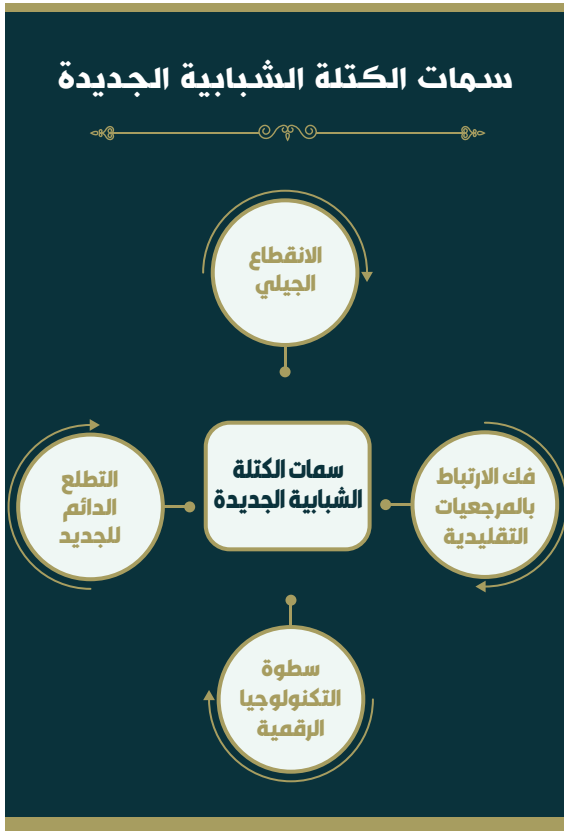 سمات الكتلة الشبابية الجديدة
الانقطاع
الجيلي
فك الارتباط
بالمرجعيات
التقليدية
سمات الكتلة
الشبابية الجديدة
التطلع
الدائم
للجديد
سطوة
التكنولوجيا
الرقمية